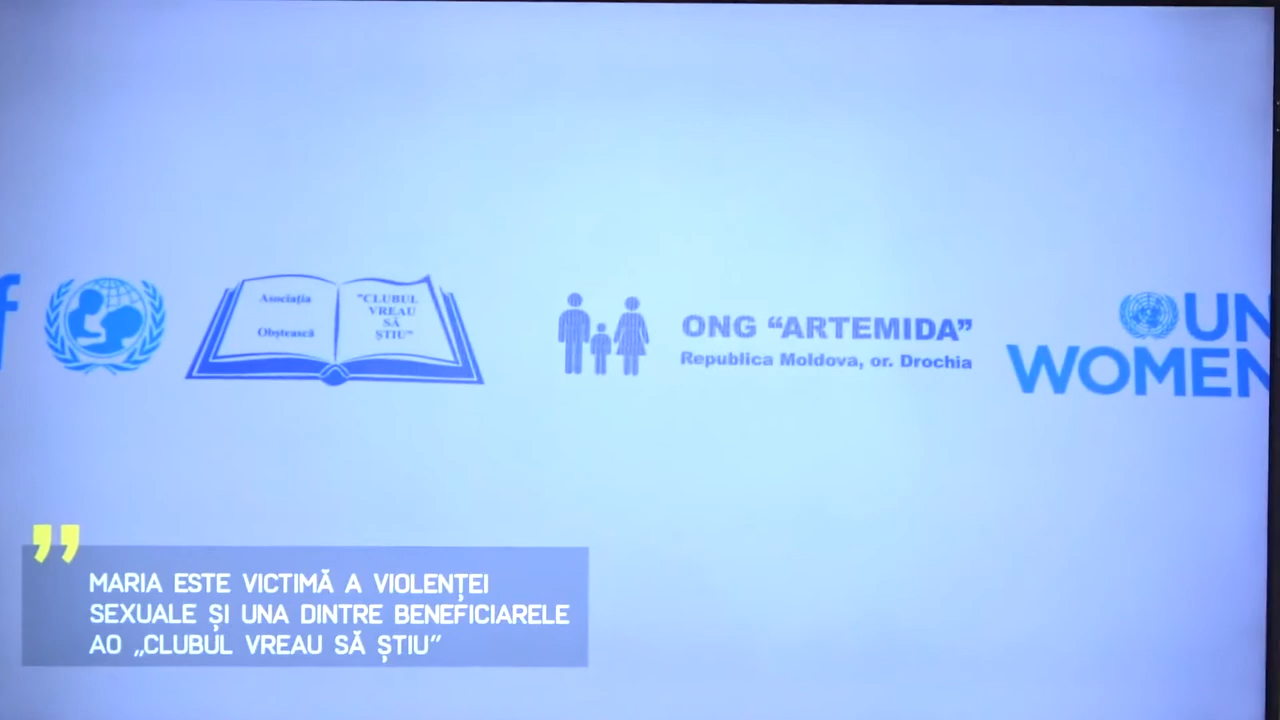 f
Asociația
Obștească
"CLUBUL
VREAU
SĂ
ȘTIU"
ONG “ARTEMIDA”
Republica Moldova, or. Drochia
UN
WOMEN
”
MARIA ESTE VICTIMĂ A VIOLENȚEI
SEXUALE ȘI UNA DINTRE BENEFICIARELE
AO „CLUBUL VREAU SĂ ȘTIU”